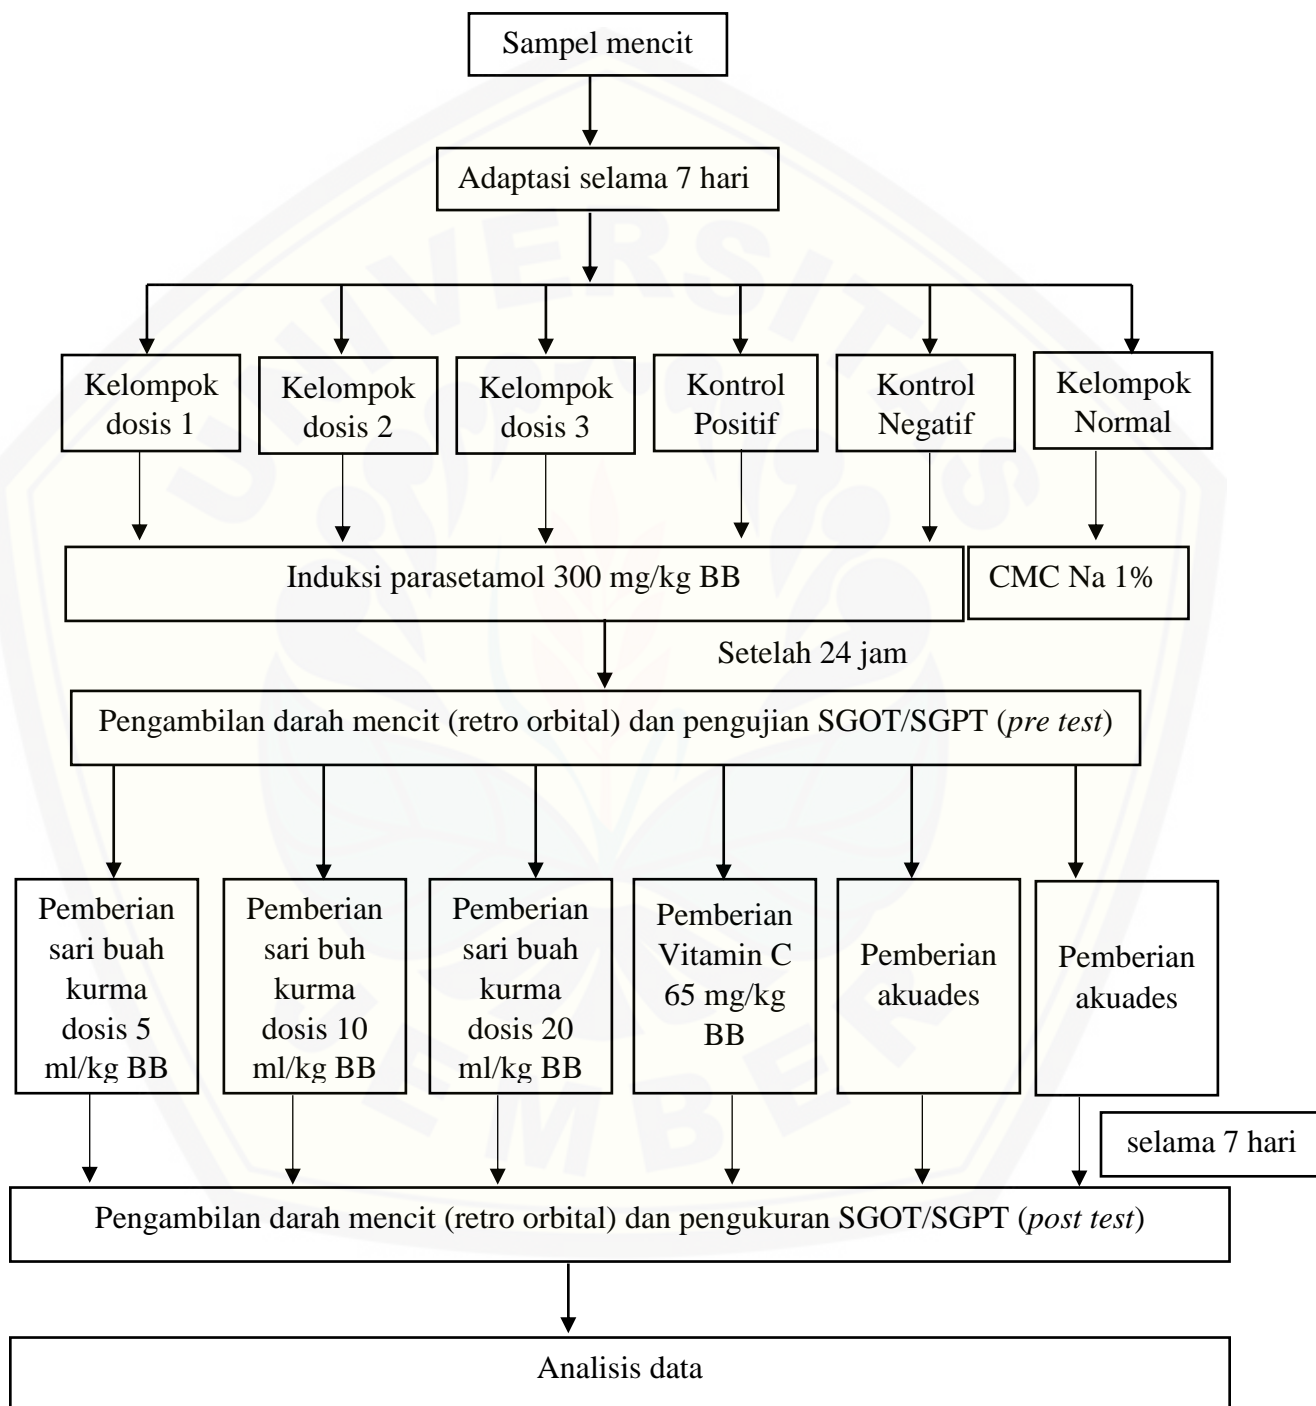 Sampel mencit
Adaptasi selama 7 hari
Kelompok
dosis 1
Kelompok
dosis 2
Kelompok
dosis 3
Kontrol
Positif
Kontrol
Negatif
Kelompok
Normal
Induksi parasetamol 300 mg/kg BB
CMC Na 1%
Setelah 24 jam
Pengambilan darah mencit (retro orbital) dan pengujian SGOT/SGPT (pre test)
Pemberian
sari buah
kurma
dosis 5
ml/kg BB
Pemberian
sari buh
kurma
dosis 10
ml/kg BB
Pemberian
sari buah
kurma
dosis 20
ml/kg BB
Pemberian
Vitamin C
65 mg/kg
BB
Pemberian
akuades
Pemberian
akuades
selama 7 hari
Pengambilan darah mencit (retro orbital) dan pengukuran SGOT/SGPT (post test)
Analisis data
UNIVERSITAS
JEMBER